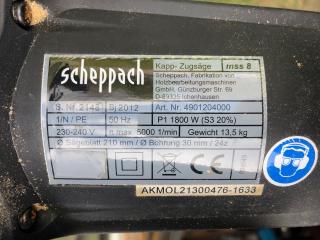 scheppach
Kapp- Zugsäge mss 8
Scheppach, Fabrikation von
Holzbearbeitungsmaschinen
GmbH, Günzburger Str. 69
D-89335 Ichenhausen
S. Nr. 2148 Bj 2012 Art. Nr. 4901204000
1/N / PE 50 Hz P1 1800 W (S3 20%)
230-240 V n max. 5000 1/min Gewicht 13,5 kg
Ø Sägeblatt 210 mm / Ø Bohrung 30 mm / 24z
CE
AKMOL21300476-1633